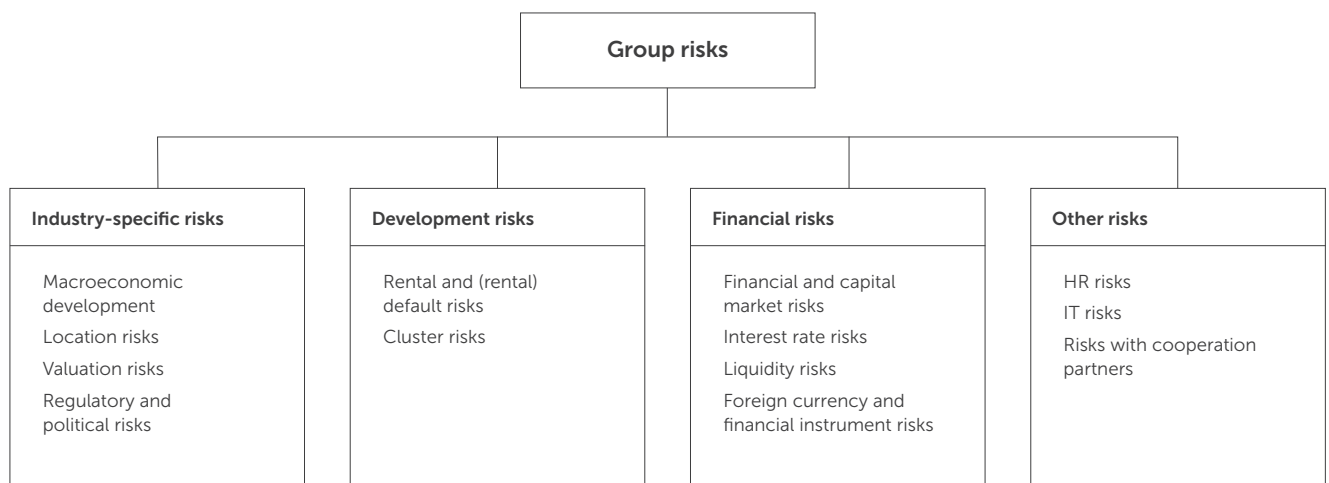 Group risks
Industry-specific risks
Macroeconomic
development
Location risks
Valuation risks
Regulatory and
political risks
Development risks
Rental and (rental)
default risks
Cluster risks
Financial risks
Financial and capital
market risks
Interest rate risks
Liquidity risks
Foreign currency and
financial instrument risks
Other risks
HR risks
IT risks
Risks with cooperation
partners